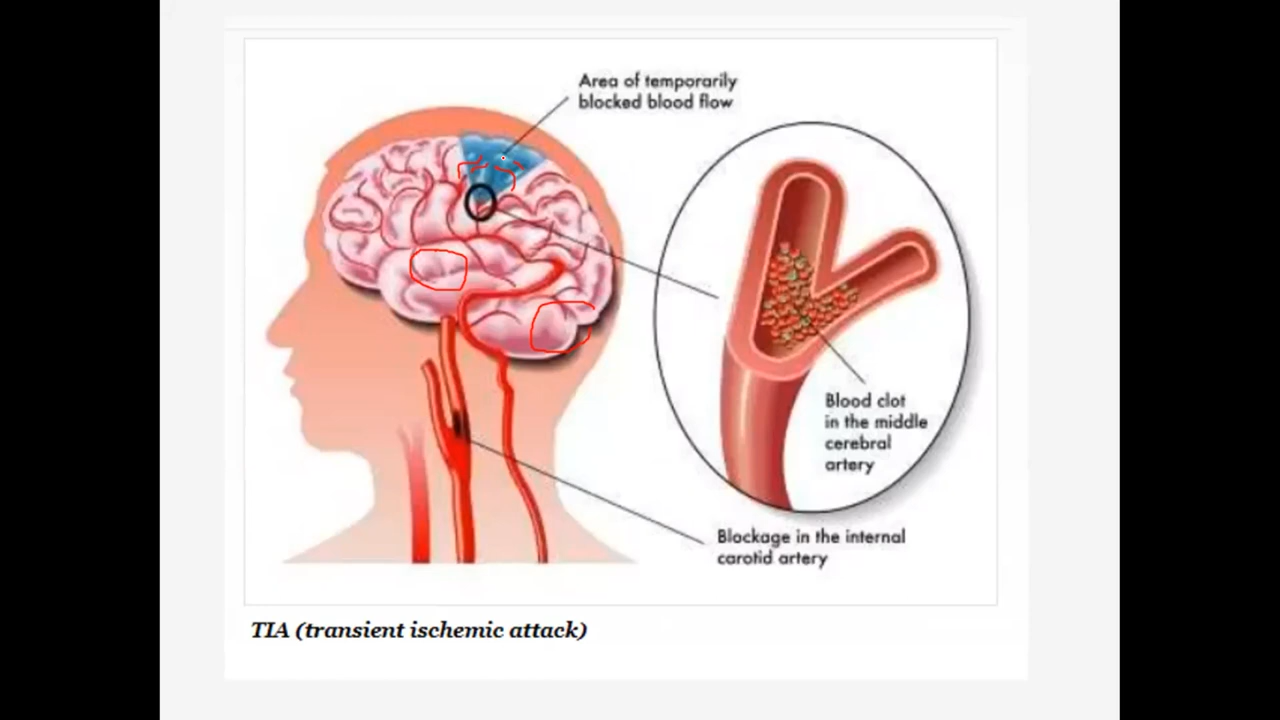 Area of temporarily
blocked blood flow
Blood clot
in the middle
cerebral
artery
Blockage in the internal
carotid artery
TIA (transient ischemic attack)